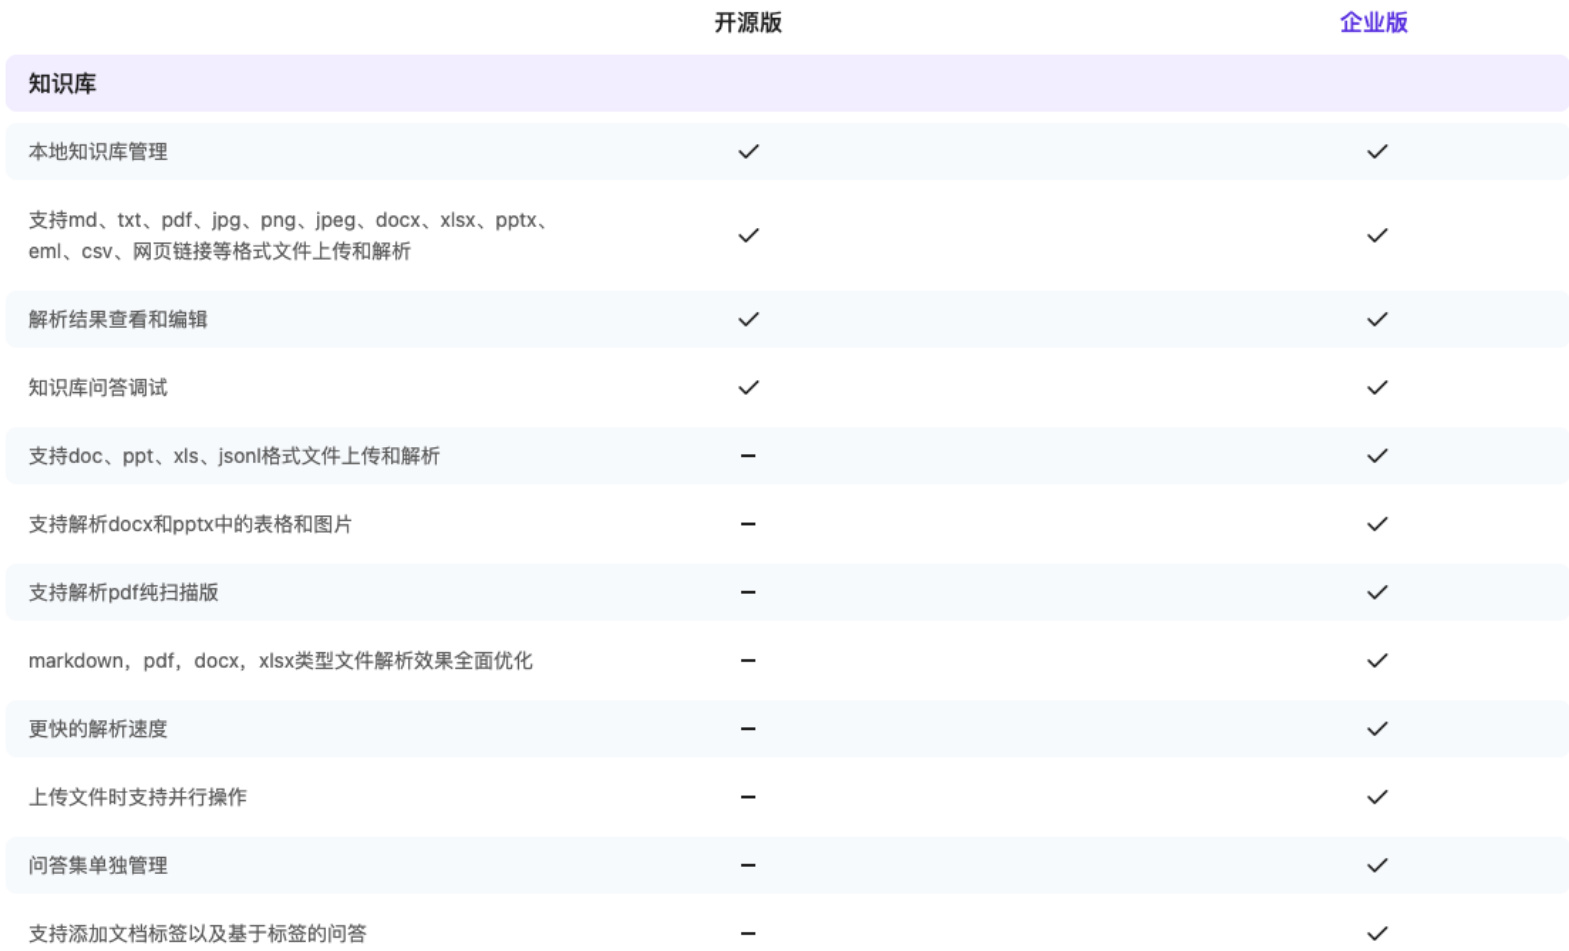 开源版 企业版
知识库
本地知识库管理
支持md、txt、pdf、jpg、png、jpeg、docx、xlsx、pptx、
eml、csv、网页链接等格式文件上传和解析
解析结果查看和编辑
知识库问答调试
支持doc、ppt、xls、jsonl格式文件上传和解析
支持解析docx和pptx中的表格和图片
支持解析pdf纯扫描版
markdown，pdf，docx，xlsx类型文件解析效果全面优化
更快的解析速度
上传文件时支持并行操作
问答集单独管理
支持添加文档标签以及基于标签的问答